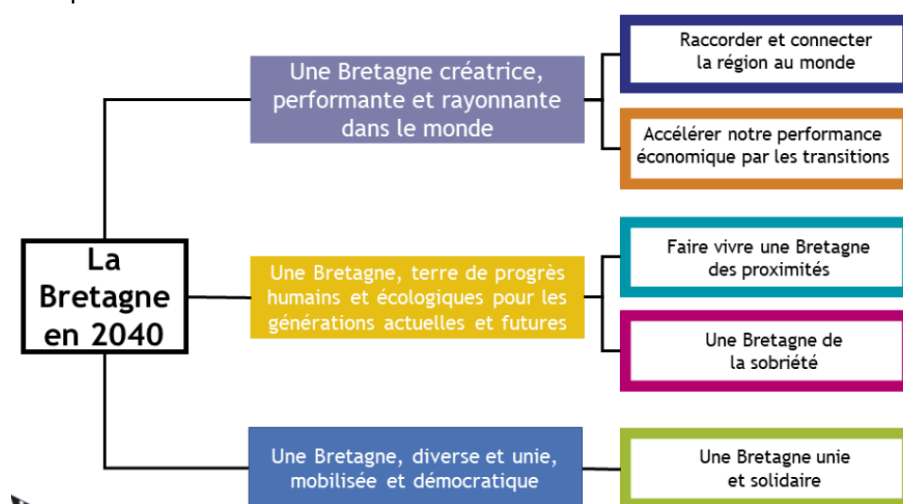 La
Bretagne
en 2040
Une Bretagne créatrice,
performante et rayonnante
dans le monde
Raccorder et connecter
la région au monde
Accélérer notre performance
économique par les transitions
Une Bretagne, terre de progrès
humains et écologiques pour les
générations actuelles et futures
Faire vivre une Bretagne
des proximités
Une Bretagne de
la sobriété
Une Bretagne, diverse et unie,
mobilisée et démocratique
Une Bretagne unie
et solidaire